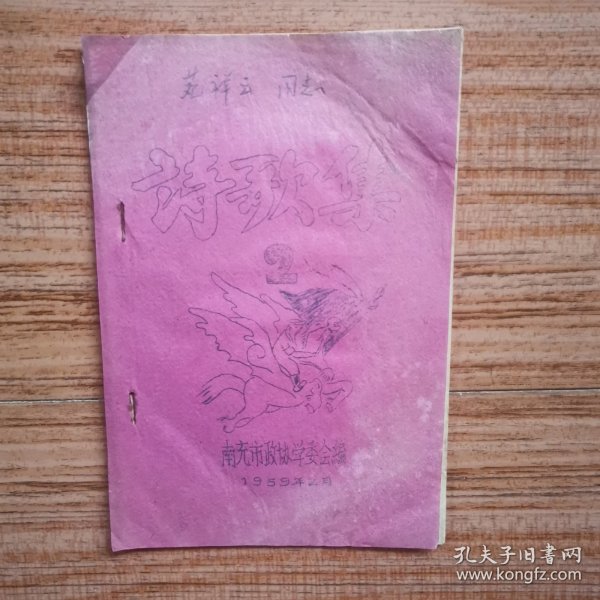 范祥云 同志
诗歌集
2
南充市政协学委会编
1959年2月
孔夫子旧书网
www.kongfz.com